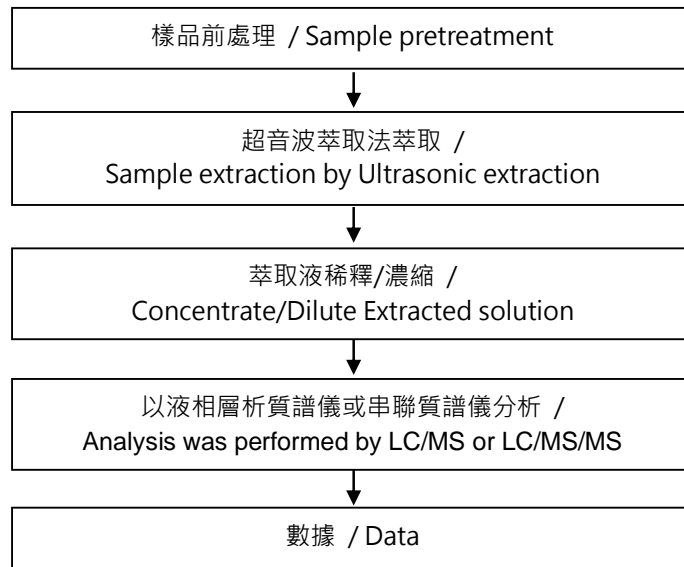 樣品前處理 / Sample pretreatment
超音波萃取法萃取 /
Sample extraction by Ultrasonic extraction
萃取液稀釋/濃縮 /
Concentrate/Dilute Extracted solution
以液相層析質譜儀或串聯質譜儀分析 /
Analysis was performed by LC/MS or LC/MS/MS
數據 / Data